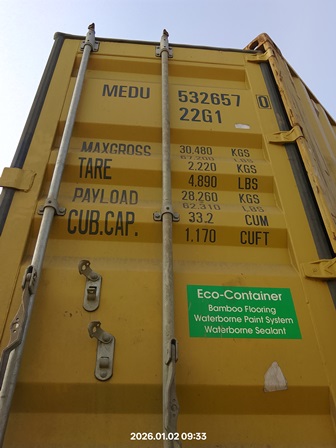 MEDU 532657 0
22G1
MAXGROSS 30.480 KGS
67.200 LBS
TARE 2.220 KGS
4.890 LBS
PAYLOAD 28.260 KGS
62.310 LBS
CUB.CAP. 33.2 CUM
1.170 CUFT
Eco-Container
Bamboo Flooring
Waterborne Paint System
Waterborne Sealant
2026.01.02 09:33